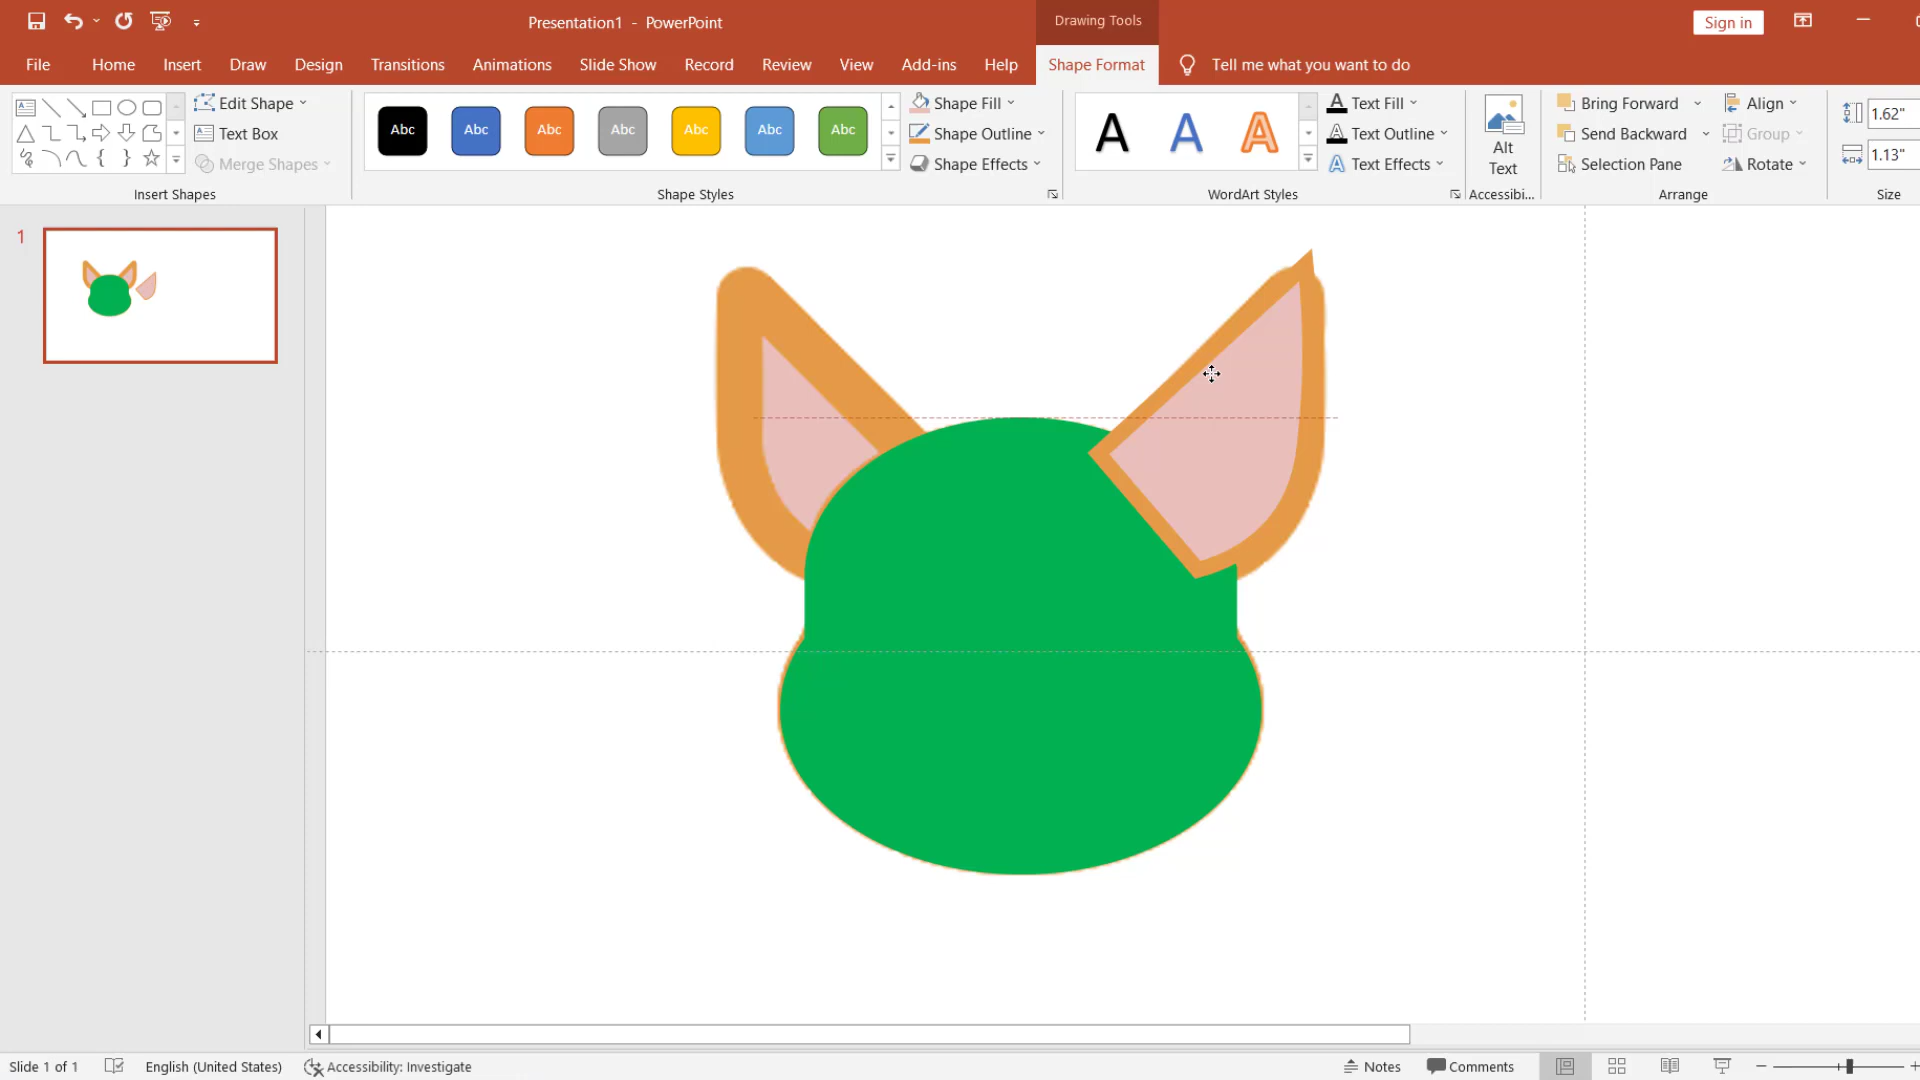 Presentation1 - PowerPoint
Drawing Tools
Sign in
File Home Insert Draw Design Transitions Animations Slide Show Record Review View Add-ins Help Shape Format Tell me what you want to do
Edit Shape
Text Box
Merge Shapes
Insert Shapes
Abc Abc Abc Abc Abc Abc Abc
Shape Fill
Shape Outline
Shape Effects
Shape Styles
A A A
Text Fill
Text Outline
Text Effects
WordArt Styles
Alt
Text
Accessibi...
Bring Forward
Send Backward
Selection Pane
Align
Group
Rotate
Arrange
1.62"
1.13"
Size
1
Slide 1 of 1 English (United States) Accessibility: Investigate Notes Comments